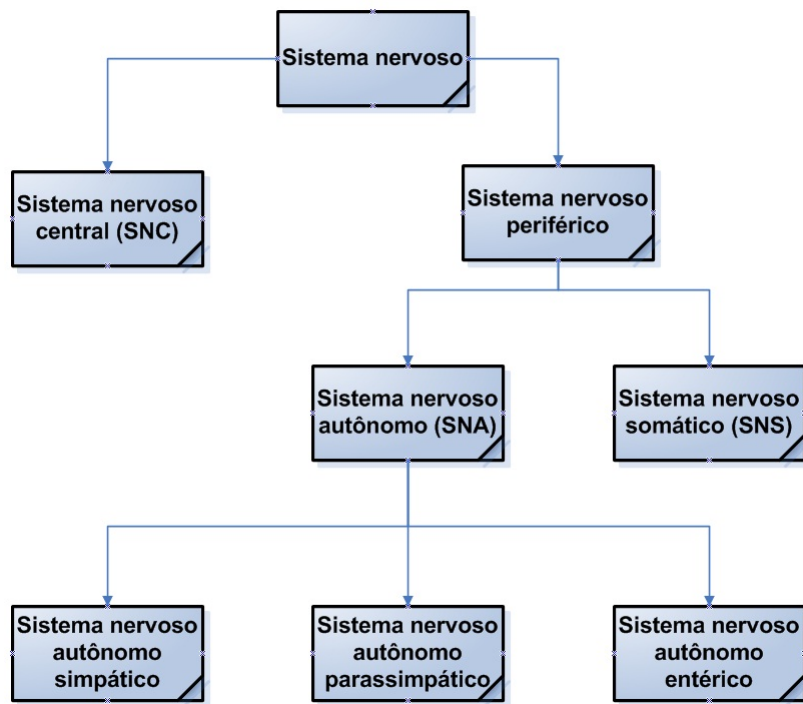 Sistema nervoso
Sistema nervoso
central (SNC)
Sistema nervoso
periférico
Sistema nervoso
autônomo (SNA)
Sistema nervoso
somático (SNS)
Sistema nervoso
autônomo
simpático
Sistema nervoso
autônomo
parassimpático
Sistema nervoso
autônomo
entérico